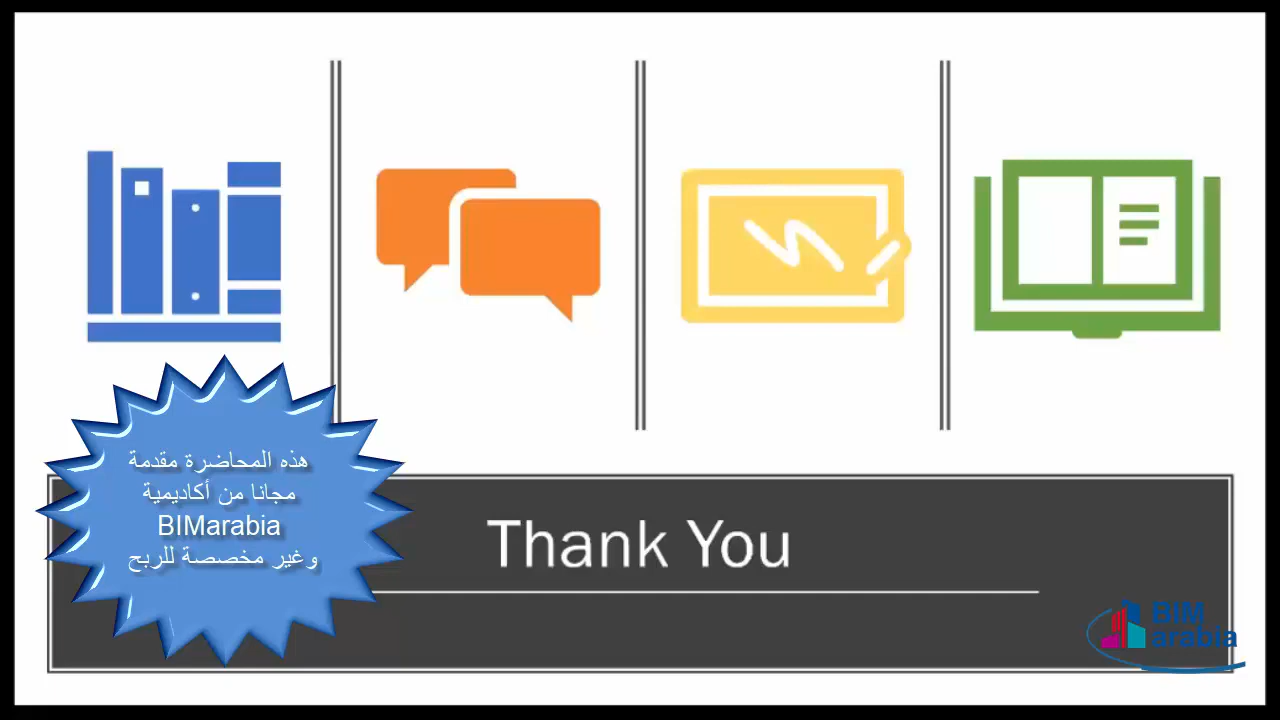 هذه المحاضرة مقدمة
مجانا من أكاديمية
BIMarabia
وغير مخصصة للربح
Thank You
BIM
arabia